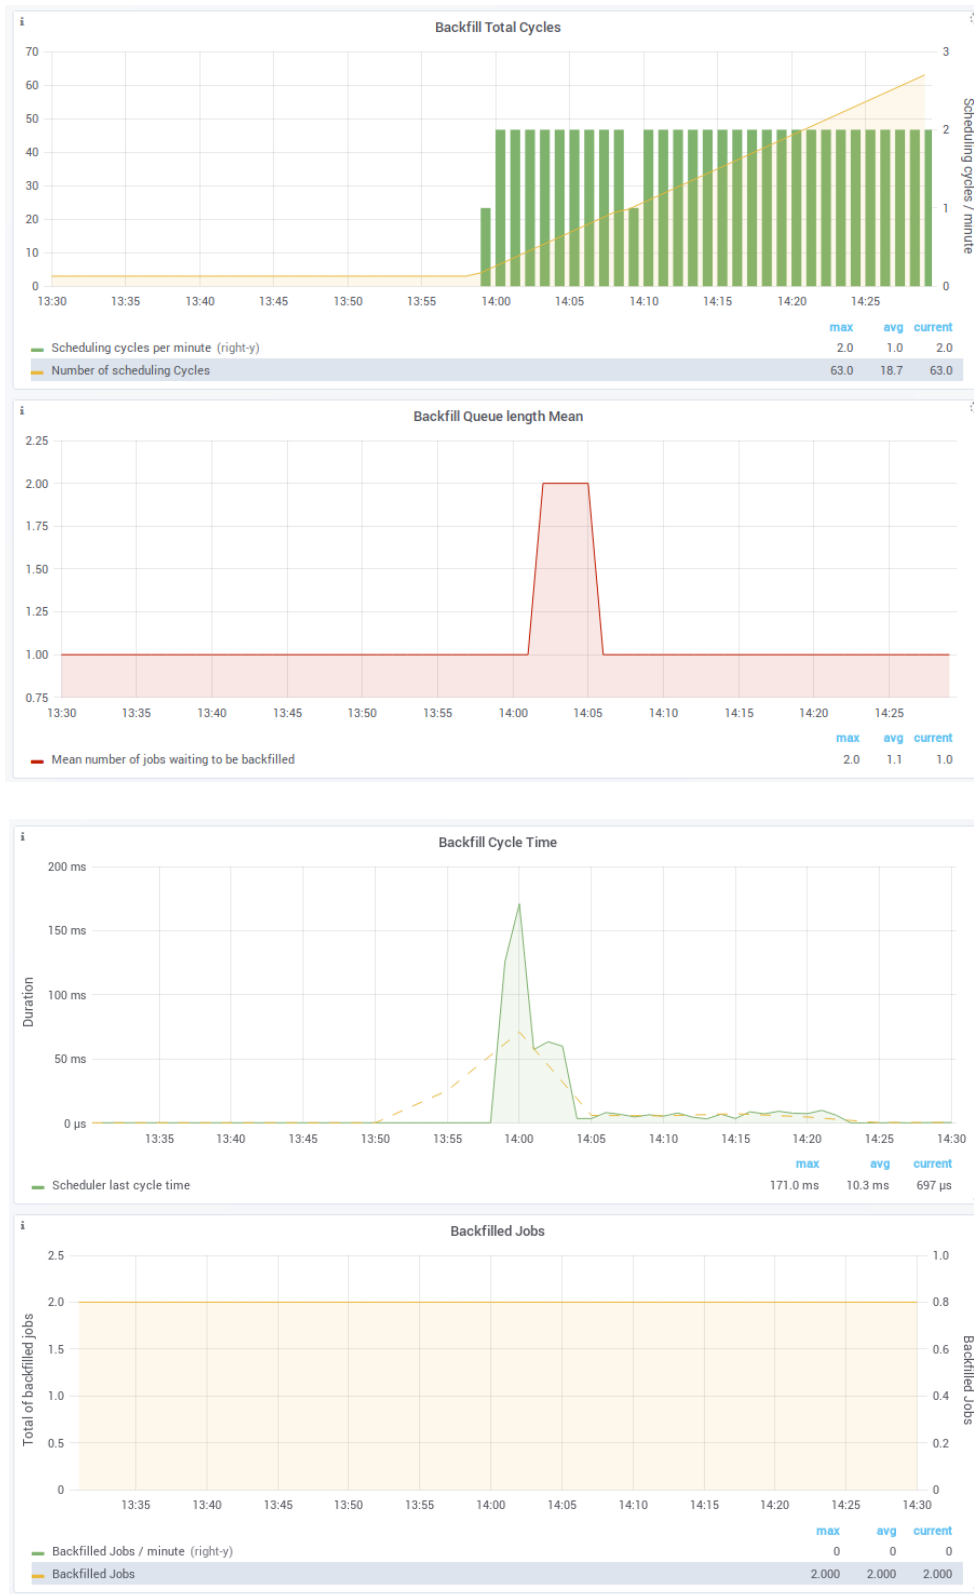 i
Backfill Total Cycles
70 3
60
50
40 2
30
20 1
10
0 0
Scheduling cycles / minute
13:30 13:35 13:40 13:45 13:50 13:55 14:00 14:05 14:10 14:15 14:20 14:25
max avg current
Scheduling cycles per minute (right-y) 2.0 1.0 2.0
Number of scheduling Cycles 63.0 18.7 63.0
i
Backfill Queue length Mean
2.25
2.00
1.75
1.50
1.25
1.00
0.75
13:30 13:35 13:40 13:45 13:50 13:55 14:00 14:05 14:10 14:15 14:20 14:25
max avg current
Mean number of jobs waiting to be backfilled 2.0 1.1 1.0
i
Backfill Cycle Time
200 ms
150 ms
100 ms
50 ms
0 µs
Duration
13:35 13:40 13:45 13:50 13:55 14:00 14:05 14:10 14:15 14:20 14:25 14:30
max avg current
Scheduler last cycle time 171.0 ms 10.3 ms 697 µs
i
Backfilled Jobs
2.5 1.0
2.0 0.8
1.5 0.6
1.0 0.4
0.5 0.2
0 0
Total of backfilled jobs
Backfilled Jobs
13:35 13:40 13:45 13:50 13:55 14:00 14:05 14:10 14:15 14:20 14:25 14:30
max avg current
Backfilled Jobs / minute (right-y) 0 0 0
Backfilled Jobs 2.000 2.000 2.000